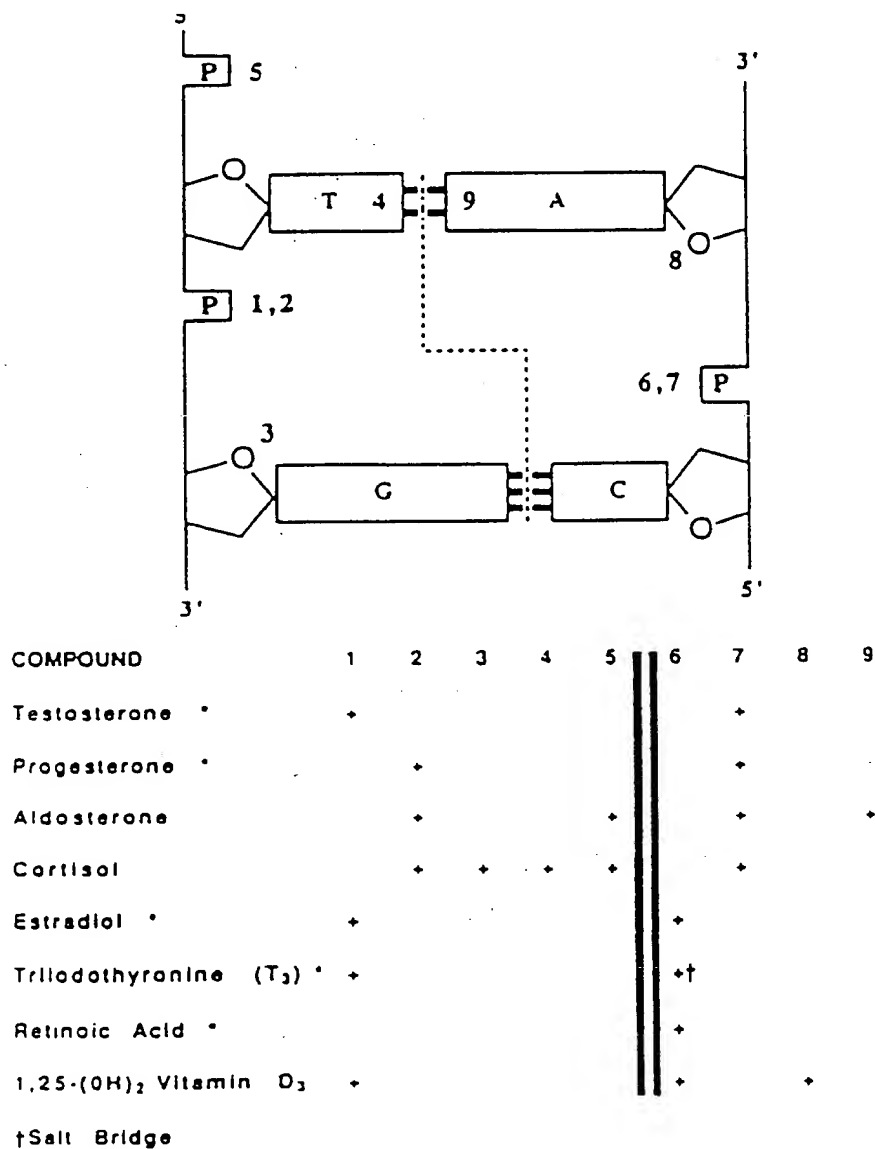 5
P 5
3'
T 4 9 A
8
P 1,2
6,7 P
3
G C
3'
5'
COMPOUND 1 2 3 4 5 6 7 8 9
Testosterone * + +
Progesterone * + +
Aldosterone + + + +
Cortisol + + + + +
Estradiol * + +
Triiodothyronine (T₃) * + +†
Retinoic Acid * +
1,25-(OH)₂ Vitamin D₃ + + +
†Salt Bridge